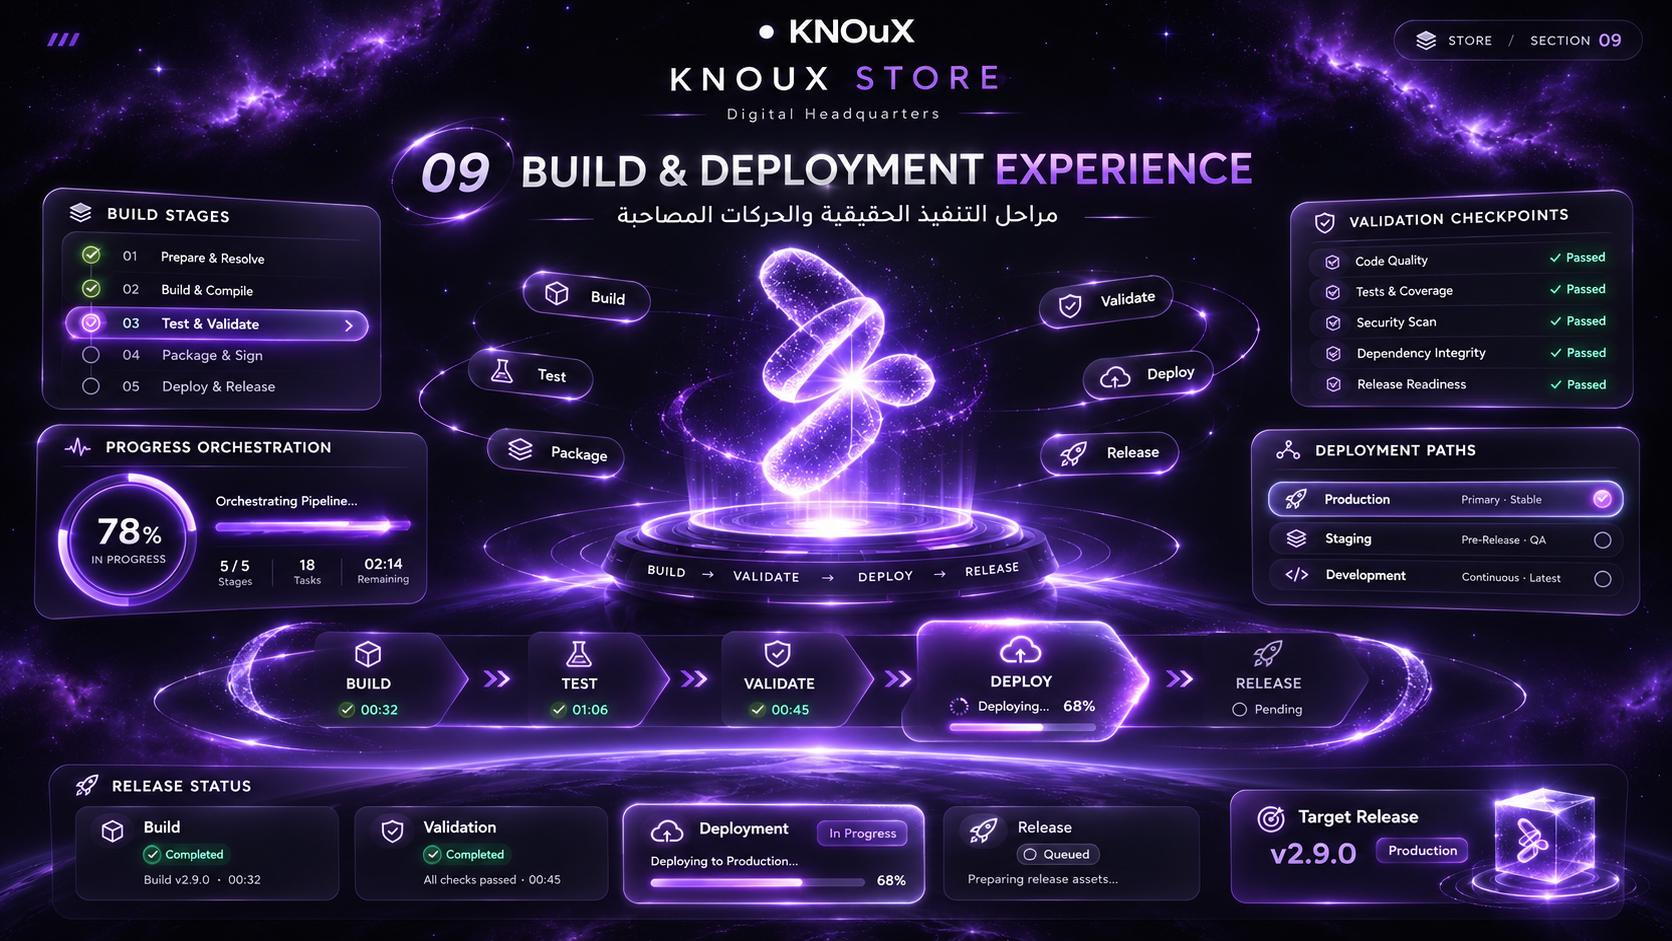 KNOuX
KNOUX STORE
Digital Headquarters
STORE / SECTION 09
09 BUILD & DEPLOYMENT EXPERIENCE
مراحل التنفيذ الحقيقية والحركات المصاحبة
BUILD STAGES
01 Prepare & Resolve
02 Build & Compile
03 Test & Validate
04 Package & Sign
05 Deploy & Release
PROGRESS ORCHESTRATION
78%
IN PROGRESS
Orchestrating Pipeline...
5 / 5 18 02:14
Stages Tasks Remaining
Build
Test
Package
Validate
Deploy
Release
BUILD → VALIDATE → DEPLOY → RELEASE
VALIDATION CHECKPOINTS
Code Quality Passed
Tests & Coverage Passed
Security Scan Passed
Dependency Integrity Passed
Release Readiness Passed
DEPLOYMENT PATHS
Production Primary · Stable
Staging Pre-Release · QA
Development Continuous · Latest
BUILD
00:32
TEST
01:06
VALIDATE
00:45
DEPLOY
Deploying... 68%
RELEASE
Pending
RELEASE STATUS
Build
Completed
Build v2.9.0 · 00:32
Validation
Completed
All checks passed · 00:45
Deployment In Progress
Deploying to Production...
68%
Release
Queued
Preparing release assets...
Target Release
v2.9.0 Production